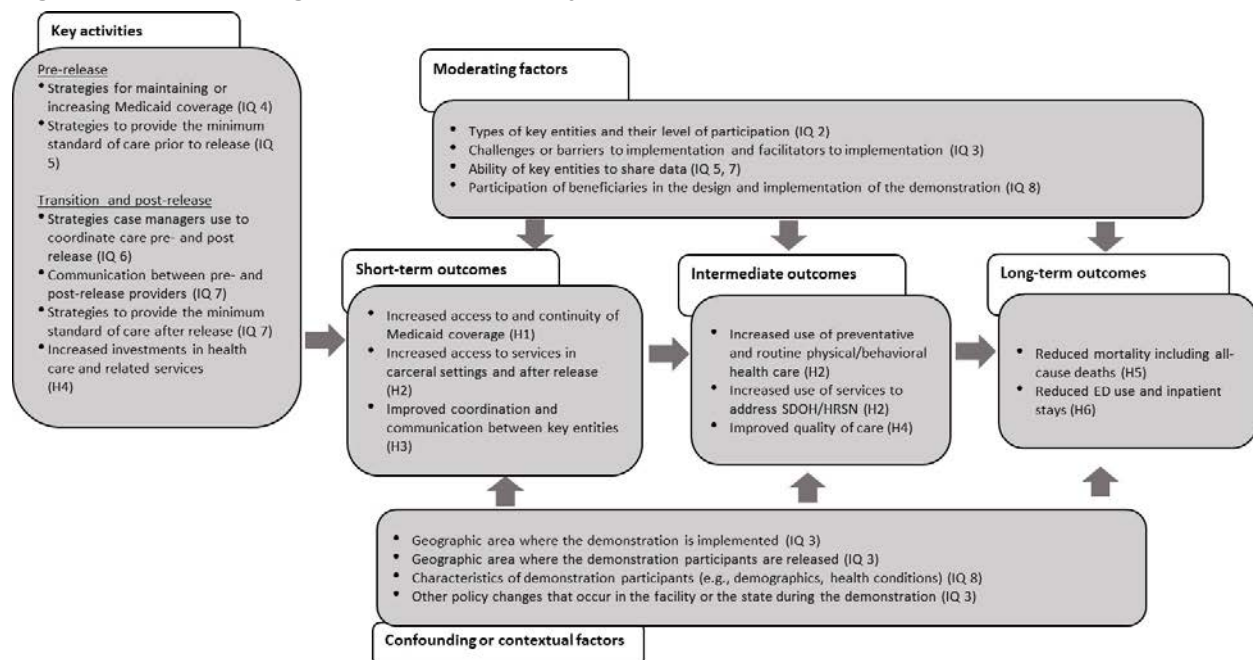 Key activities
Pre-release
• Strategies for maintaining or
increasing Medicaid coverage (IQ 4)
• Strategies to provide the minimum
standard of care prior to release (IQ
5)
Transition and post-release
• Strategies case managers use to
coordinate care pre- and post
release (IQ 6)
• Communication between pre- and
post-release providers (IQ 7)
• Strategies to provide the minimum
standard of care after release (IQ 7)
• Increased investments in health
care and related services
(H4)
Moderating factors
• Types of key entities and their level of participation (IQ 2)
• Challenges or barriers to implementation and facilitators to implementation (IQ 3)
• Ability of key entities to share data (IQ 5, 7)
• Participation of beneficiaries in the design and implementation of the demonstration (IQ 8)
Short-term outcomes
• Increased access to and continuity of
Medicaid coverage (H1)
• Increased access to services in
carceral settings and after release
(H2)
• Improved coordination and
communication between key entities
(H3)
Intermediate outcomes
• Increased use of preventative
and routine physical/behavioral
health care (H2)
• Increased use of services to
address SDOH/HRSN (H2)
• Improved quality of care (H4)
Long-term outcomes
• Reduced mortality including all-
cause deaths (H5)
• Reduced ED use and inpatient
stays (H6)
• Geographic area where the demonstration is implemented (IQ 3)
• Geographic area where the demonstration participants are released (IQ 3)
• Characteristics of demonstration participants (e.g., demographics, health conditions) (IQ 8)
• Other policy changes that occur in the facility or the state during the demonstration (IQ 3)
Confounding or contextual factors